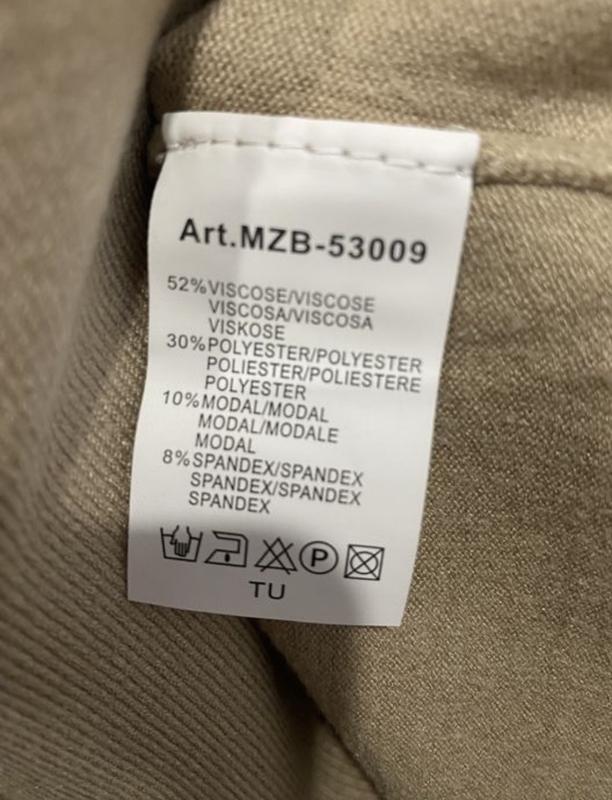 Art.MZB-53009
52%VISCOSE/VISCOSE
VISCOSA/VISCOSA
VISKOSE
30%POLYESTER/POLYESTER
POLIESTER/POLIESTERE
POLYESTER
10%MODAL/MODAL
MODAL/MODALE
MODAL
8%SPANDEX/SPANDEX
SPANDEX/SPANDEX
SPANDEX
P
TU